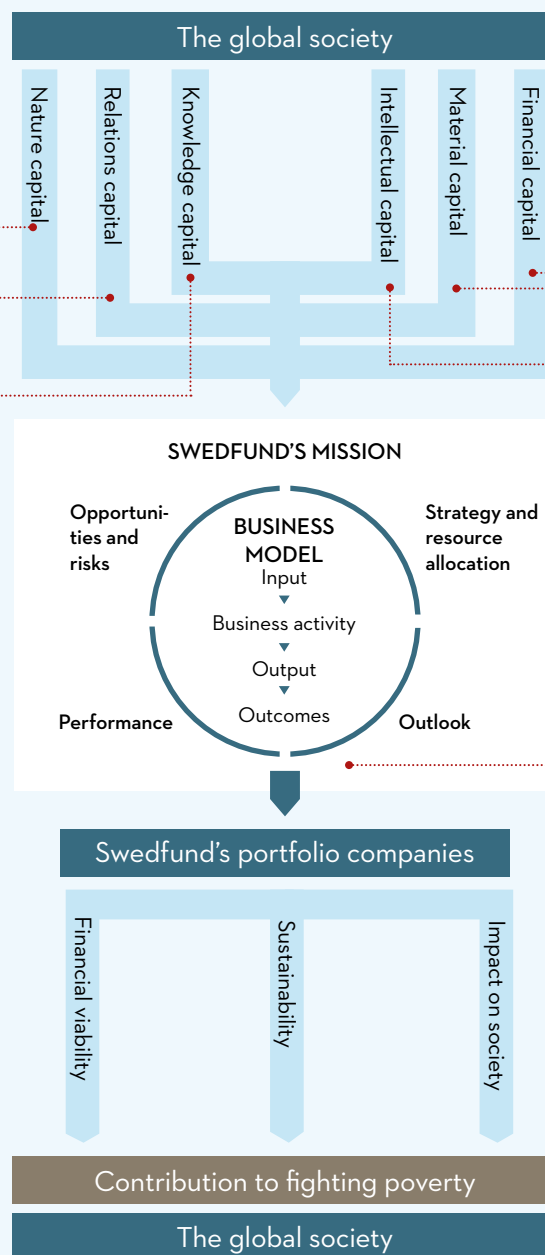 The global society
Nature capital
Relations capital
Knowledge capital
Intellectual capital
Material capital
Financial capital
SWEDFUND'S MISSION
Opportuni-
ties and
risks
Strategy and
resource
allocation
BUSINESS
MODEL
Input
Business activity
Output
Outcomes
Performance
Outlook
Swedfund's portfolio companies
Financial viability
Sustainability
Impact on society
Contribution to fighting poverty
The global society